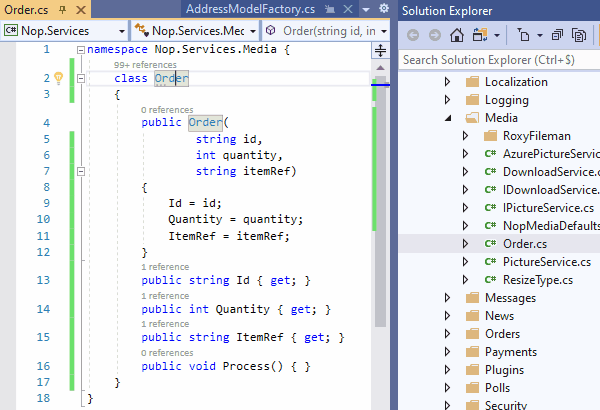 Order.cs
AddressModelFactory.cs
Nop.Services
Nop.Services.Mec
Order(string id, in
1 namespace Nop.Services.Media {
99+ references
2 class Order
3 {
0 references
4 public Order(
5 string id,
6 int quantity,
7 string itemRef)
8 {
9 Id = id;
10 Quantity = quantity;
11 ItemRef = itemRef;
12 }
1 reference
13 public string Id { get; }
1 reference
14 public int Quantity { get; }
1 reference
15 public string ItemRef { get; }
0 references
16 public void Process() { }
17 }
18 }
Solution Explorer
Search Solution Explorer (Ctrl+$)
Localization
Logging
Media
RoxyFileman
C# AzurePictureServic
C# DownloadService.c
C# IDownloadService.
C# IPictureService.cs
C# NopMediaDefaults
C# Order.cs
C# PictureService.cs
C# ResizeType.cs
Messages
News
Orders
Payments
Plugins
Polls
Security